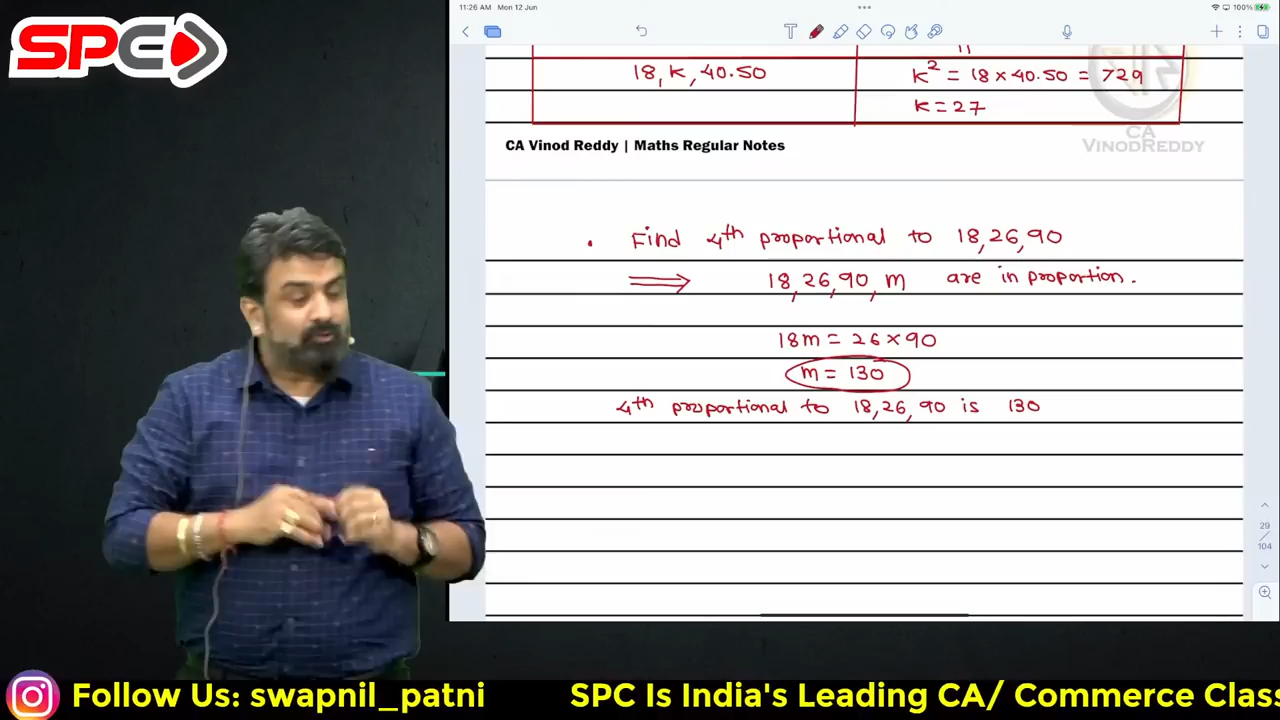 11:26 AM Mon 12 Jun
100%
SPC
18, K, 40.50
K² = 18 × 40.50 = 729
K = 27
CA
VINODREDDY
CA Vinod Reddy | Maths Regular Notes
. Find 4th proportional to 18, 26, 90
⟹ 18, 26, 90, m are in proportion.
18m = 26 × 90
m = 130
4th proportional to 18, 26, 90 is 130
29
/
104
Follow Us: swapnil_patni
SPC Is India's Leading CA/ Commerce Class